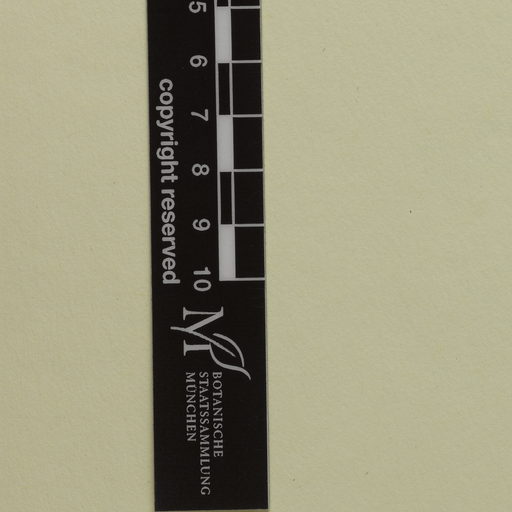 5
6
7
8
9
10
copyright reserved
BOTANISCHE
STAATSSAMMLUNG
MÜNCHEN